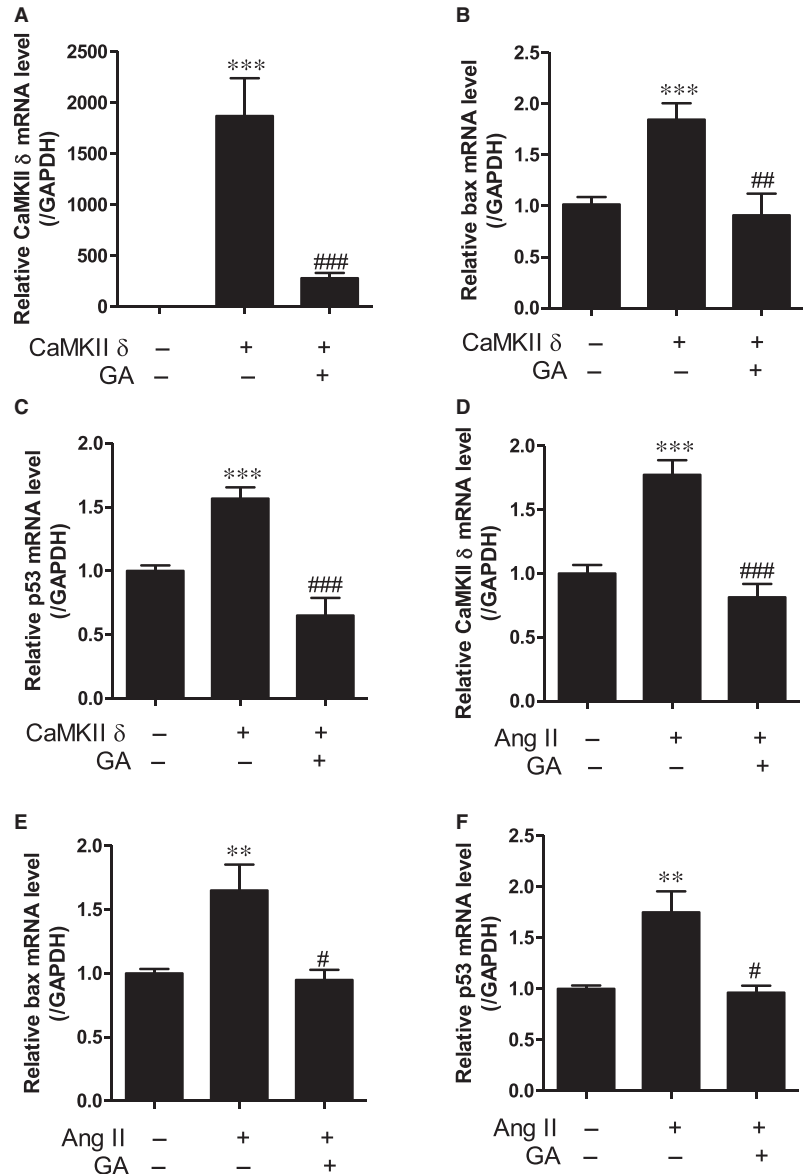 A
Relative CaMKII δ mRNA level
(/GAPDH)
2500
2000
1500
1000
500
0
***
###
CaMKII δ – + +
GA – – +
B
Relative bax mRNA level
(/GAPDH)
2.5
2.0
1.5
1.0
0.5
0.0
***
##
CaMKII δ – + +
GA – – +
C
Relative p53 mRNA level
(/GAPDH)
2.0
1.5
1.0
0.5
0.0
***
###
CaMKII δ – + +
GA – – +
D
Relative CaMKII δ mRNA level
(/GAPDH)
2.0
1.5
1.0
0.5
0.0
***
###
Ang II – + +
GA – – +
E
Relative bax mRNA level
(/GAPDH)
2.0
1.5
1.0
0.5
0.0
**
#
Ang II – + +
GA – – +
F
Relative p53 mRNA level
(/GAPDH)
2.5
2.0
1.5
1.0
0.5
0.0
**
#
Ang II – + +
GA – – +